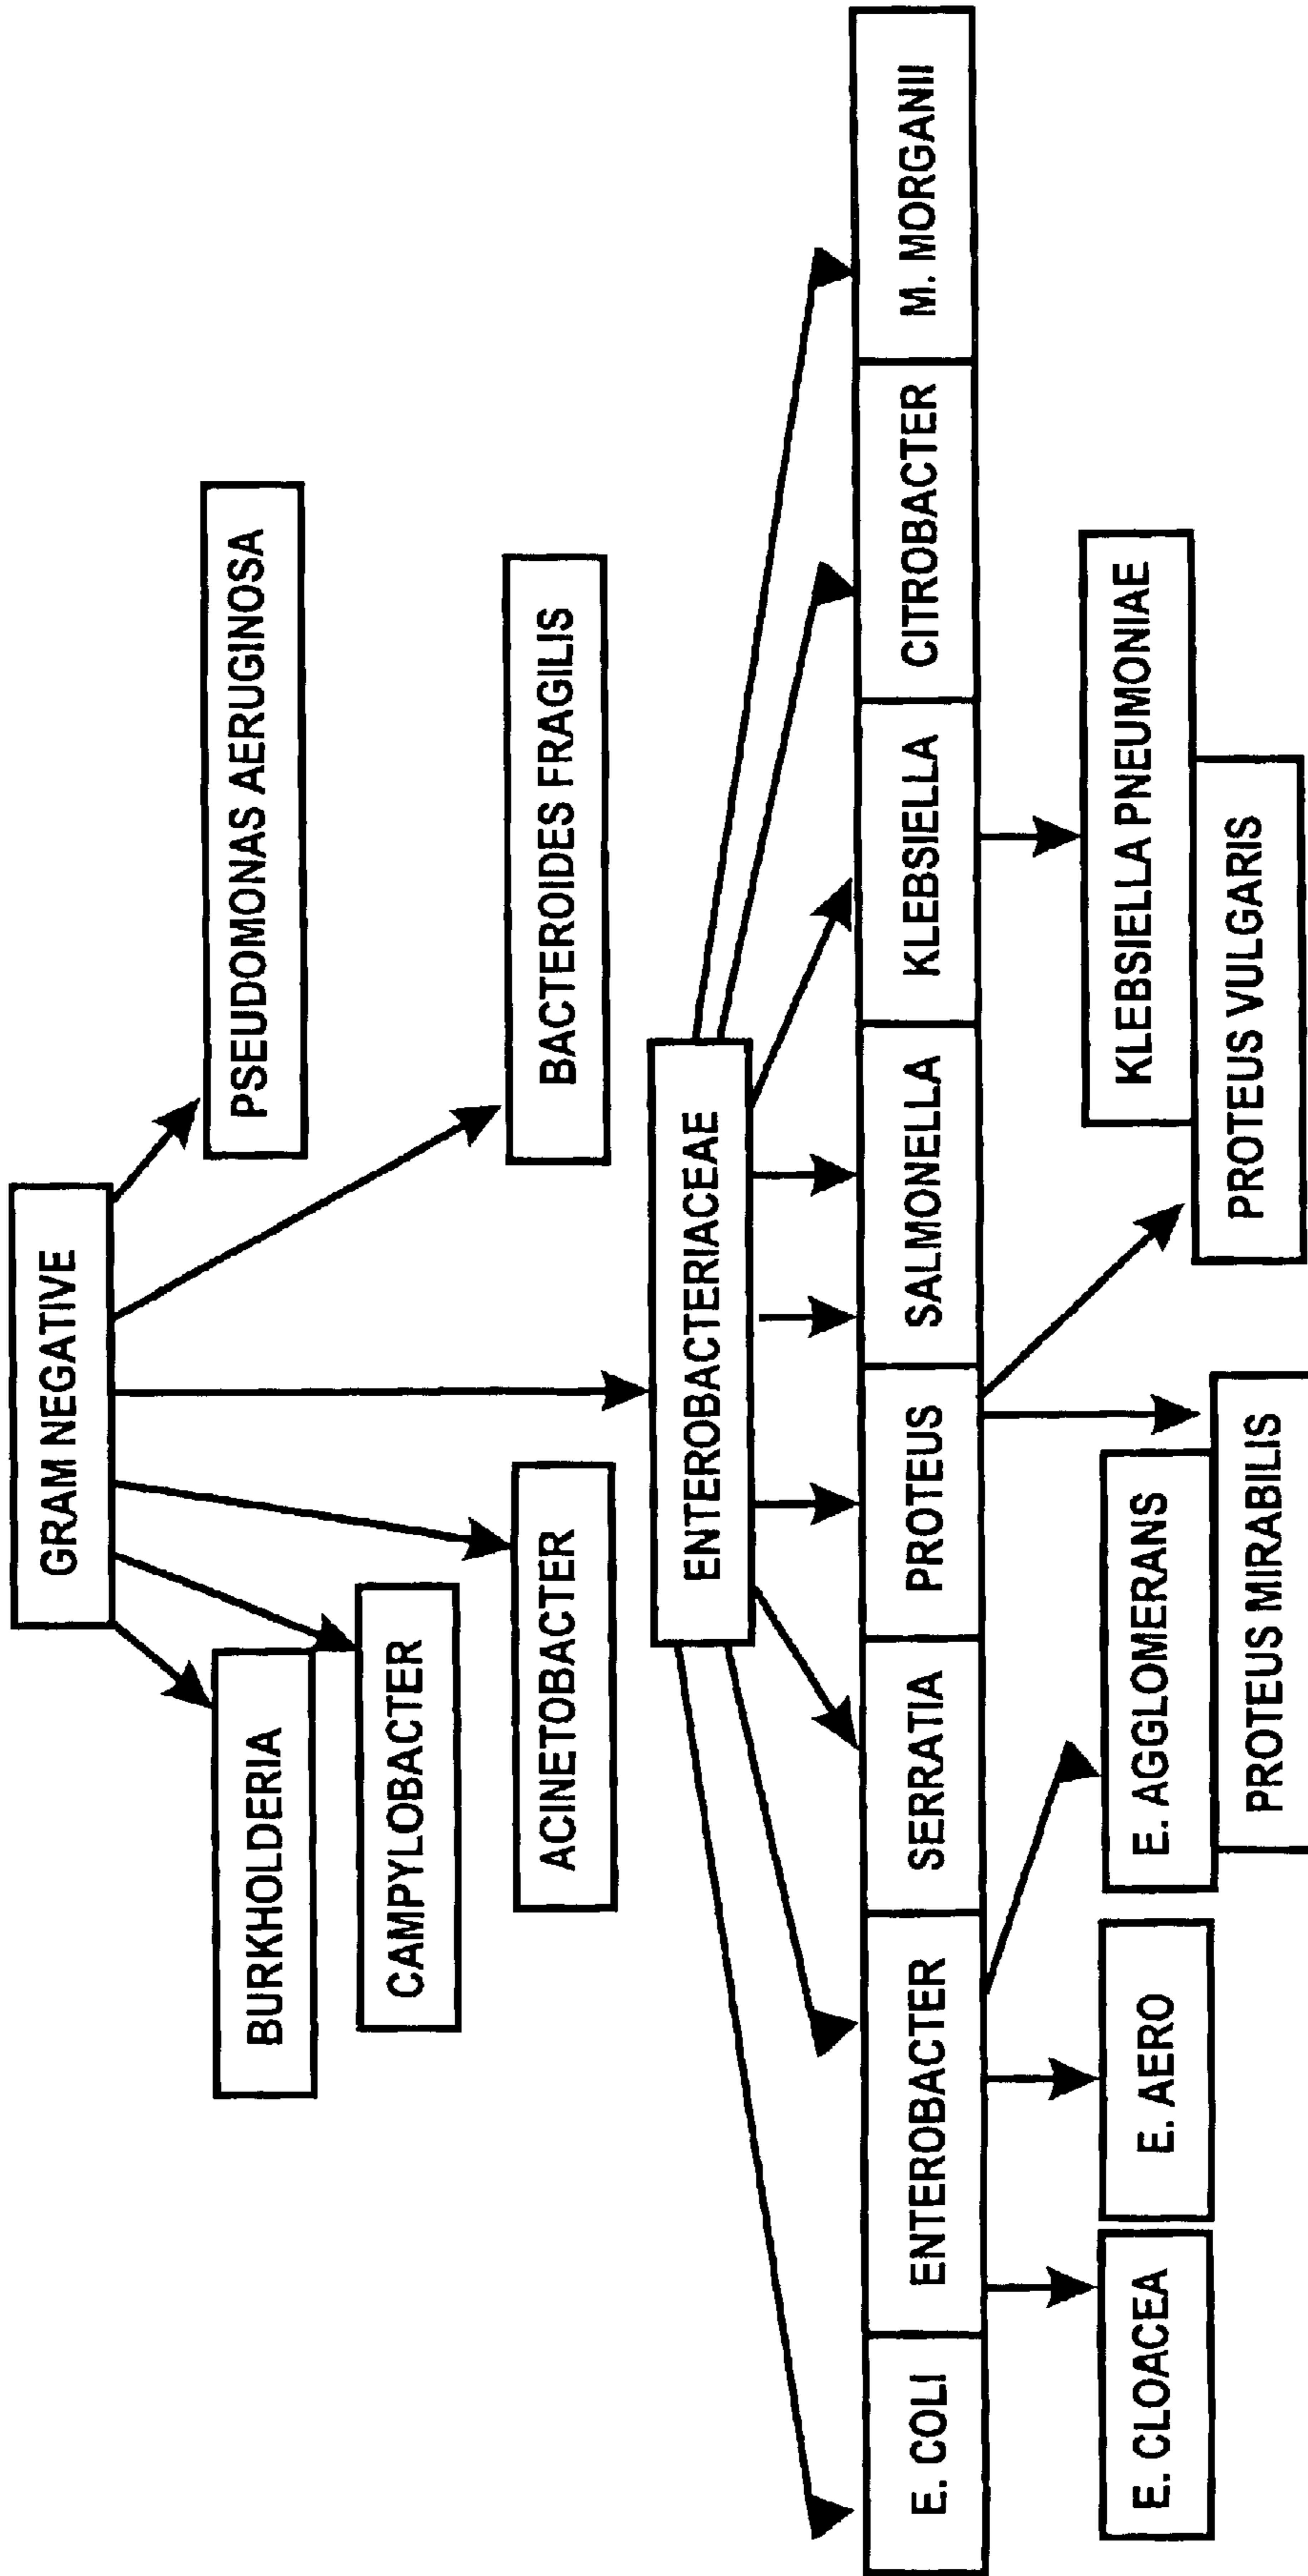 GRAM NEGATIVE
BURKHOLDERIA
PSEUDOMONAS AERUGINOSA
CAMPYLOBACTER
ACINETOBACTER
BACTEROIDES FRAGILIS
ENTEROBACTERIACEAE
E. COLI
ENTEROBACTER
SERRATIA
PROTEUS
SALMONELLA
KLEBSIELLA
CITROBACTER
M. MORGANII
E. CLOACEA
E. AERO
E. AGGLOMERANS
KLEBSIELLA PNEUMONIAE
PROTEUS MIRABILIS
PROTEUS VULGARIS